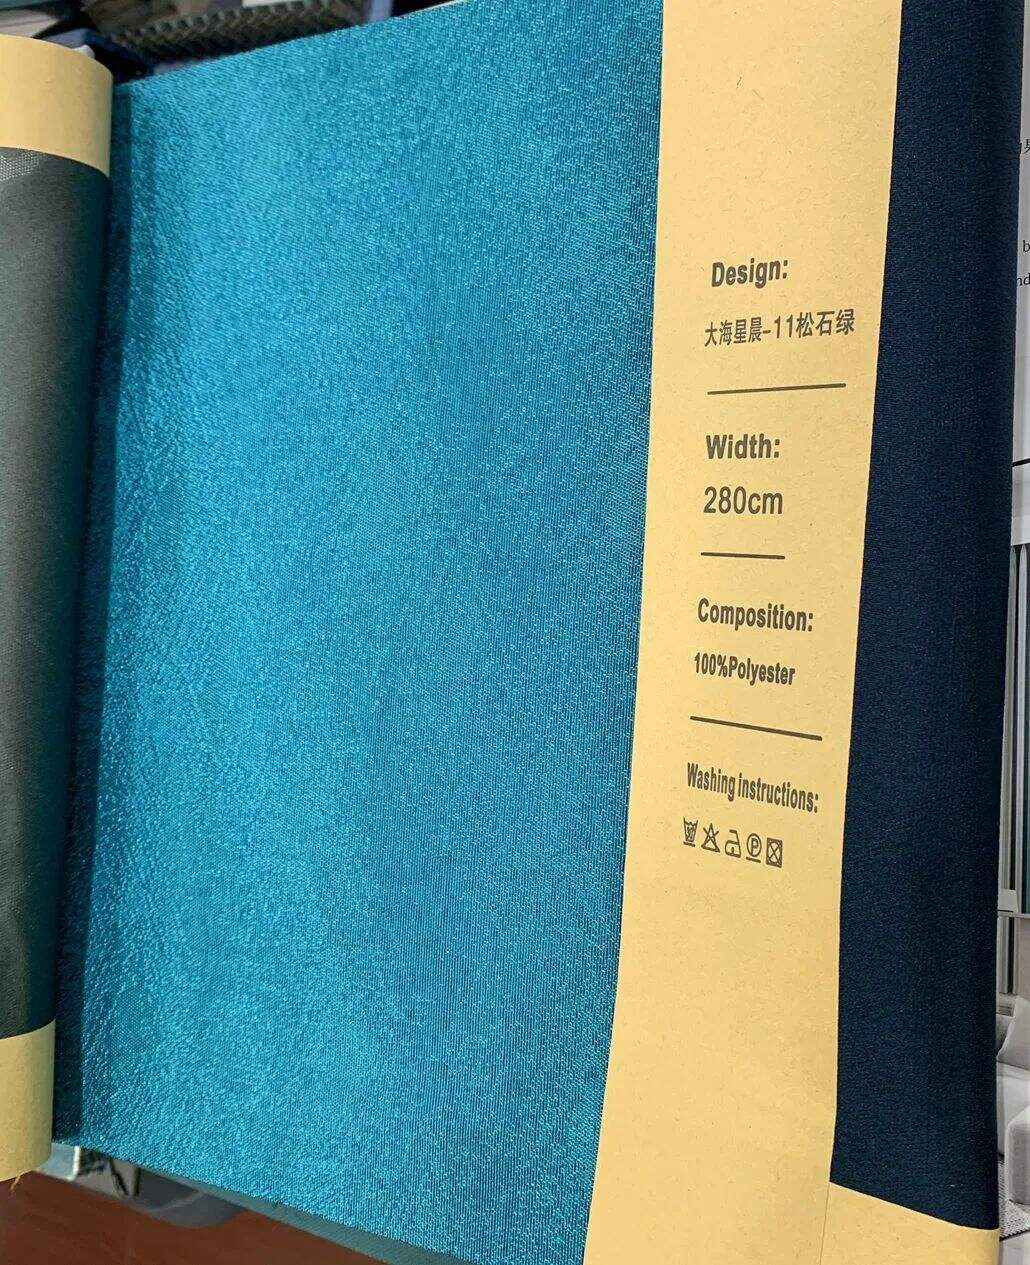 Design:
大海星晨-11松石绿
Width:
280cm
Composition:
100%Polyester
Washing instructions: